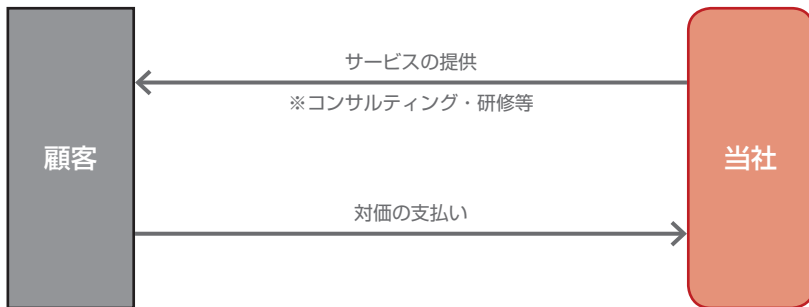 サービスの提供
※コンサルティング・研修等
顧客
当社
対価の支払い